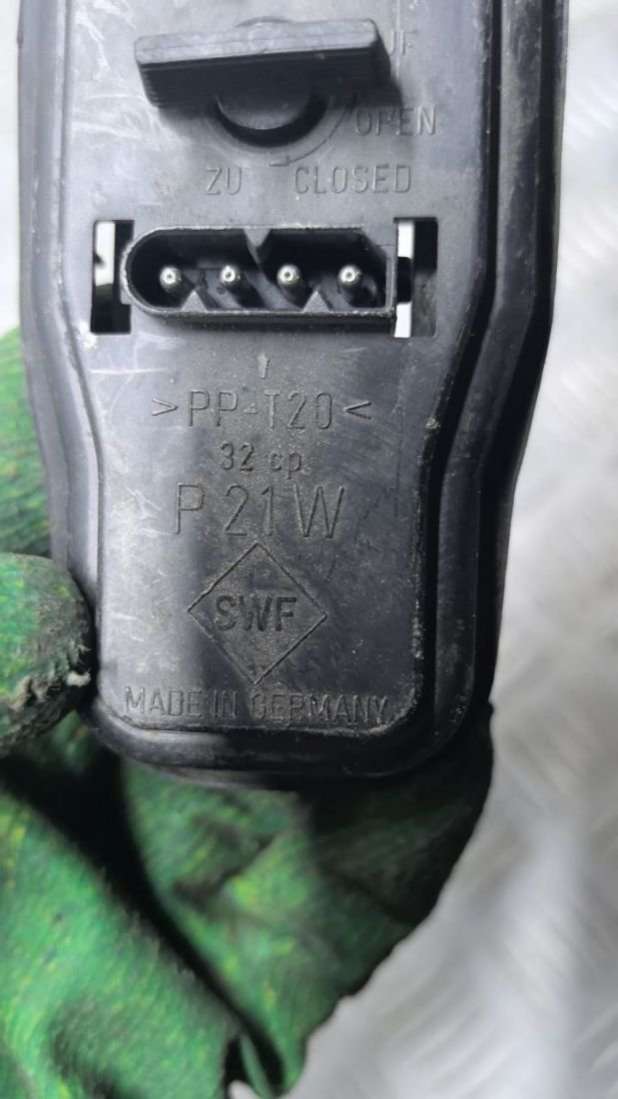 OPEN
ZU CLOSED
>PP-T20<
32 cp
P 21 W
SWF
MADE IN GERMANY